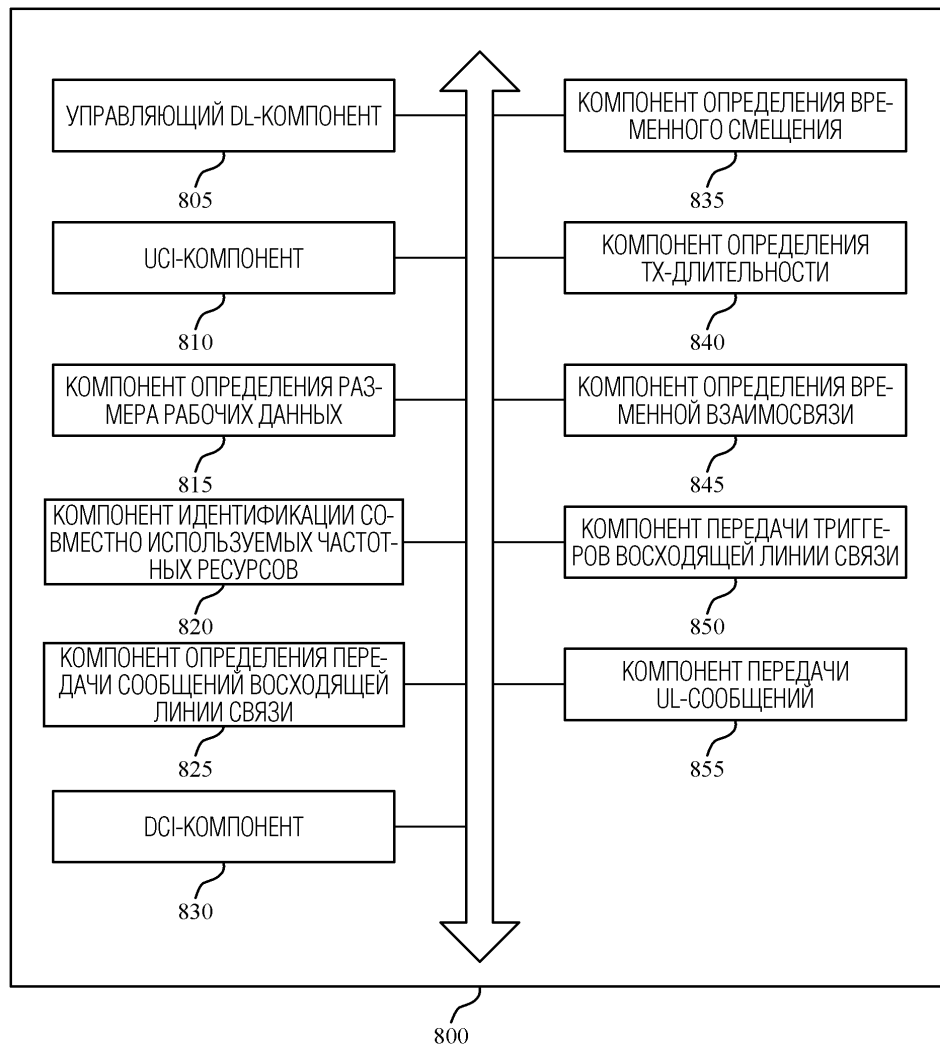 УПРАВЛЯЮЩИЙ DL-КОМПОНЕНТ
805
UCI-КОМПОНЕНТ
810
КОМПОНЕНТ ОПРЕДЕЛЕНИЯ РАЗ-
МЕРА РАБОЧИХ ДАННЫХ
815
КОМПОНЕНТ ИДЕНТИФИКАЦИИ СО-
ВМЕСТНО ИСПОЛЬЗУЕМЫХ ЧАСТОТ-
НЫХ РЕСУРСОВ
820
КОМПОНЕНТ ОПРЕДЕЛЕНИЯ ПЕРЕ-
ДАЧИ СООБЩЕНИЙ ВОСХОДЯЩЕЙ
ЛИНИИ СВЯЗИ
825
DCI-КОМПОНЕНТ
830
КОМПОНЕНТ ОПРЕДЕЛЕНИЯ ВРЕ-
МЕННОГО СМЕЩЕНИЯ
835
КОМПОНЕНТ ОПРЕДЕЛЕНИЯ
TX-ДЛИТЕЛЬНОСТИ
840
КОМПОНЕНТ ОПРЕДЕЛЕНИЯ ВРЕ-
МЕННОЙ ВЗАИМОСВЯЗИ
845
КОМПОНЕНТ ПЕРЕДАЧИ ТРИГГЕ-
РОВ ВОСХОДЯЩЕЙ ЛИНИИ СВЯЗИ
850
КОМПОНЕНТ ПЕРЕДАЧИ
UL-СООБЩЕНИЙ
855
800